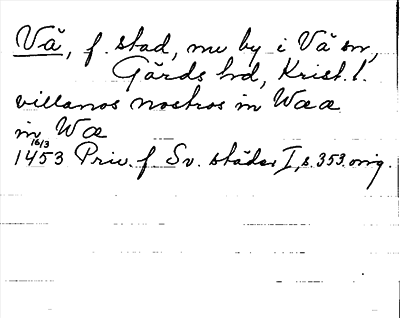 Vä, f. stad, nu by i Vä sn,
Gärds hd, Krist. l.
villanos nostros in Wææ
in Wæ
16/3
1453 Priv. f Sv. städer I, s. 353. orig.